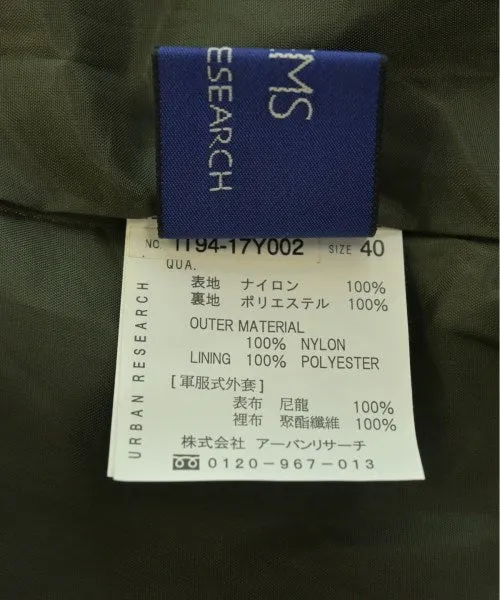 EMS
ESEARCH
NO. IT94-17Y002 SIZE 40
QUA.
表地 ナイロン 100%
裏地 ポリエステル 100%
OUTER MATERIAL
100% NYLON
LINING 100% POLYESTER
[軍服式外套]
表布 尼龍 100%
裡布 聚酯纖維 100%
株式会社 アーバンリサーチ
0120-967-013
URBAN RESEARCH